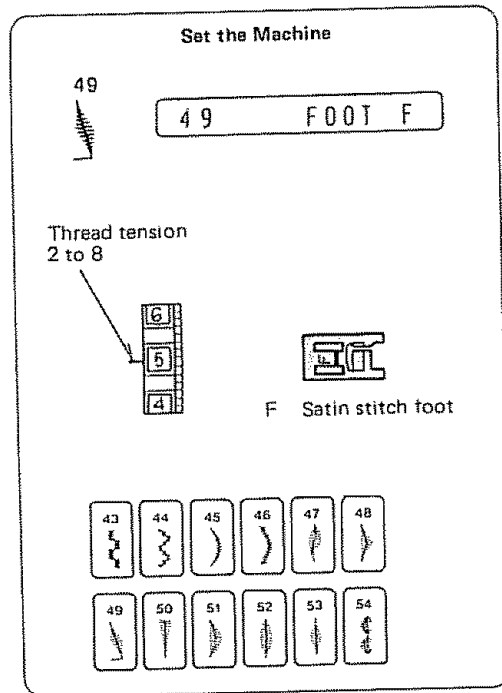 Set the Machine
49
49 FOOT F
Thread tension
2 to 8
6
5
4
F
F Satin stitch foot
43 44 45 46 47 48
49 50 51 52 53 54